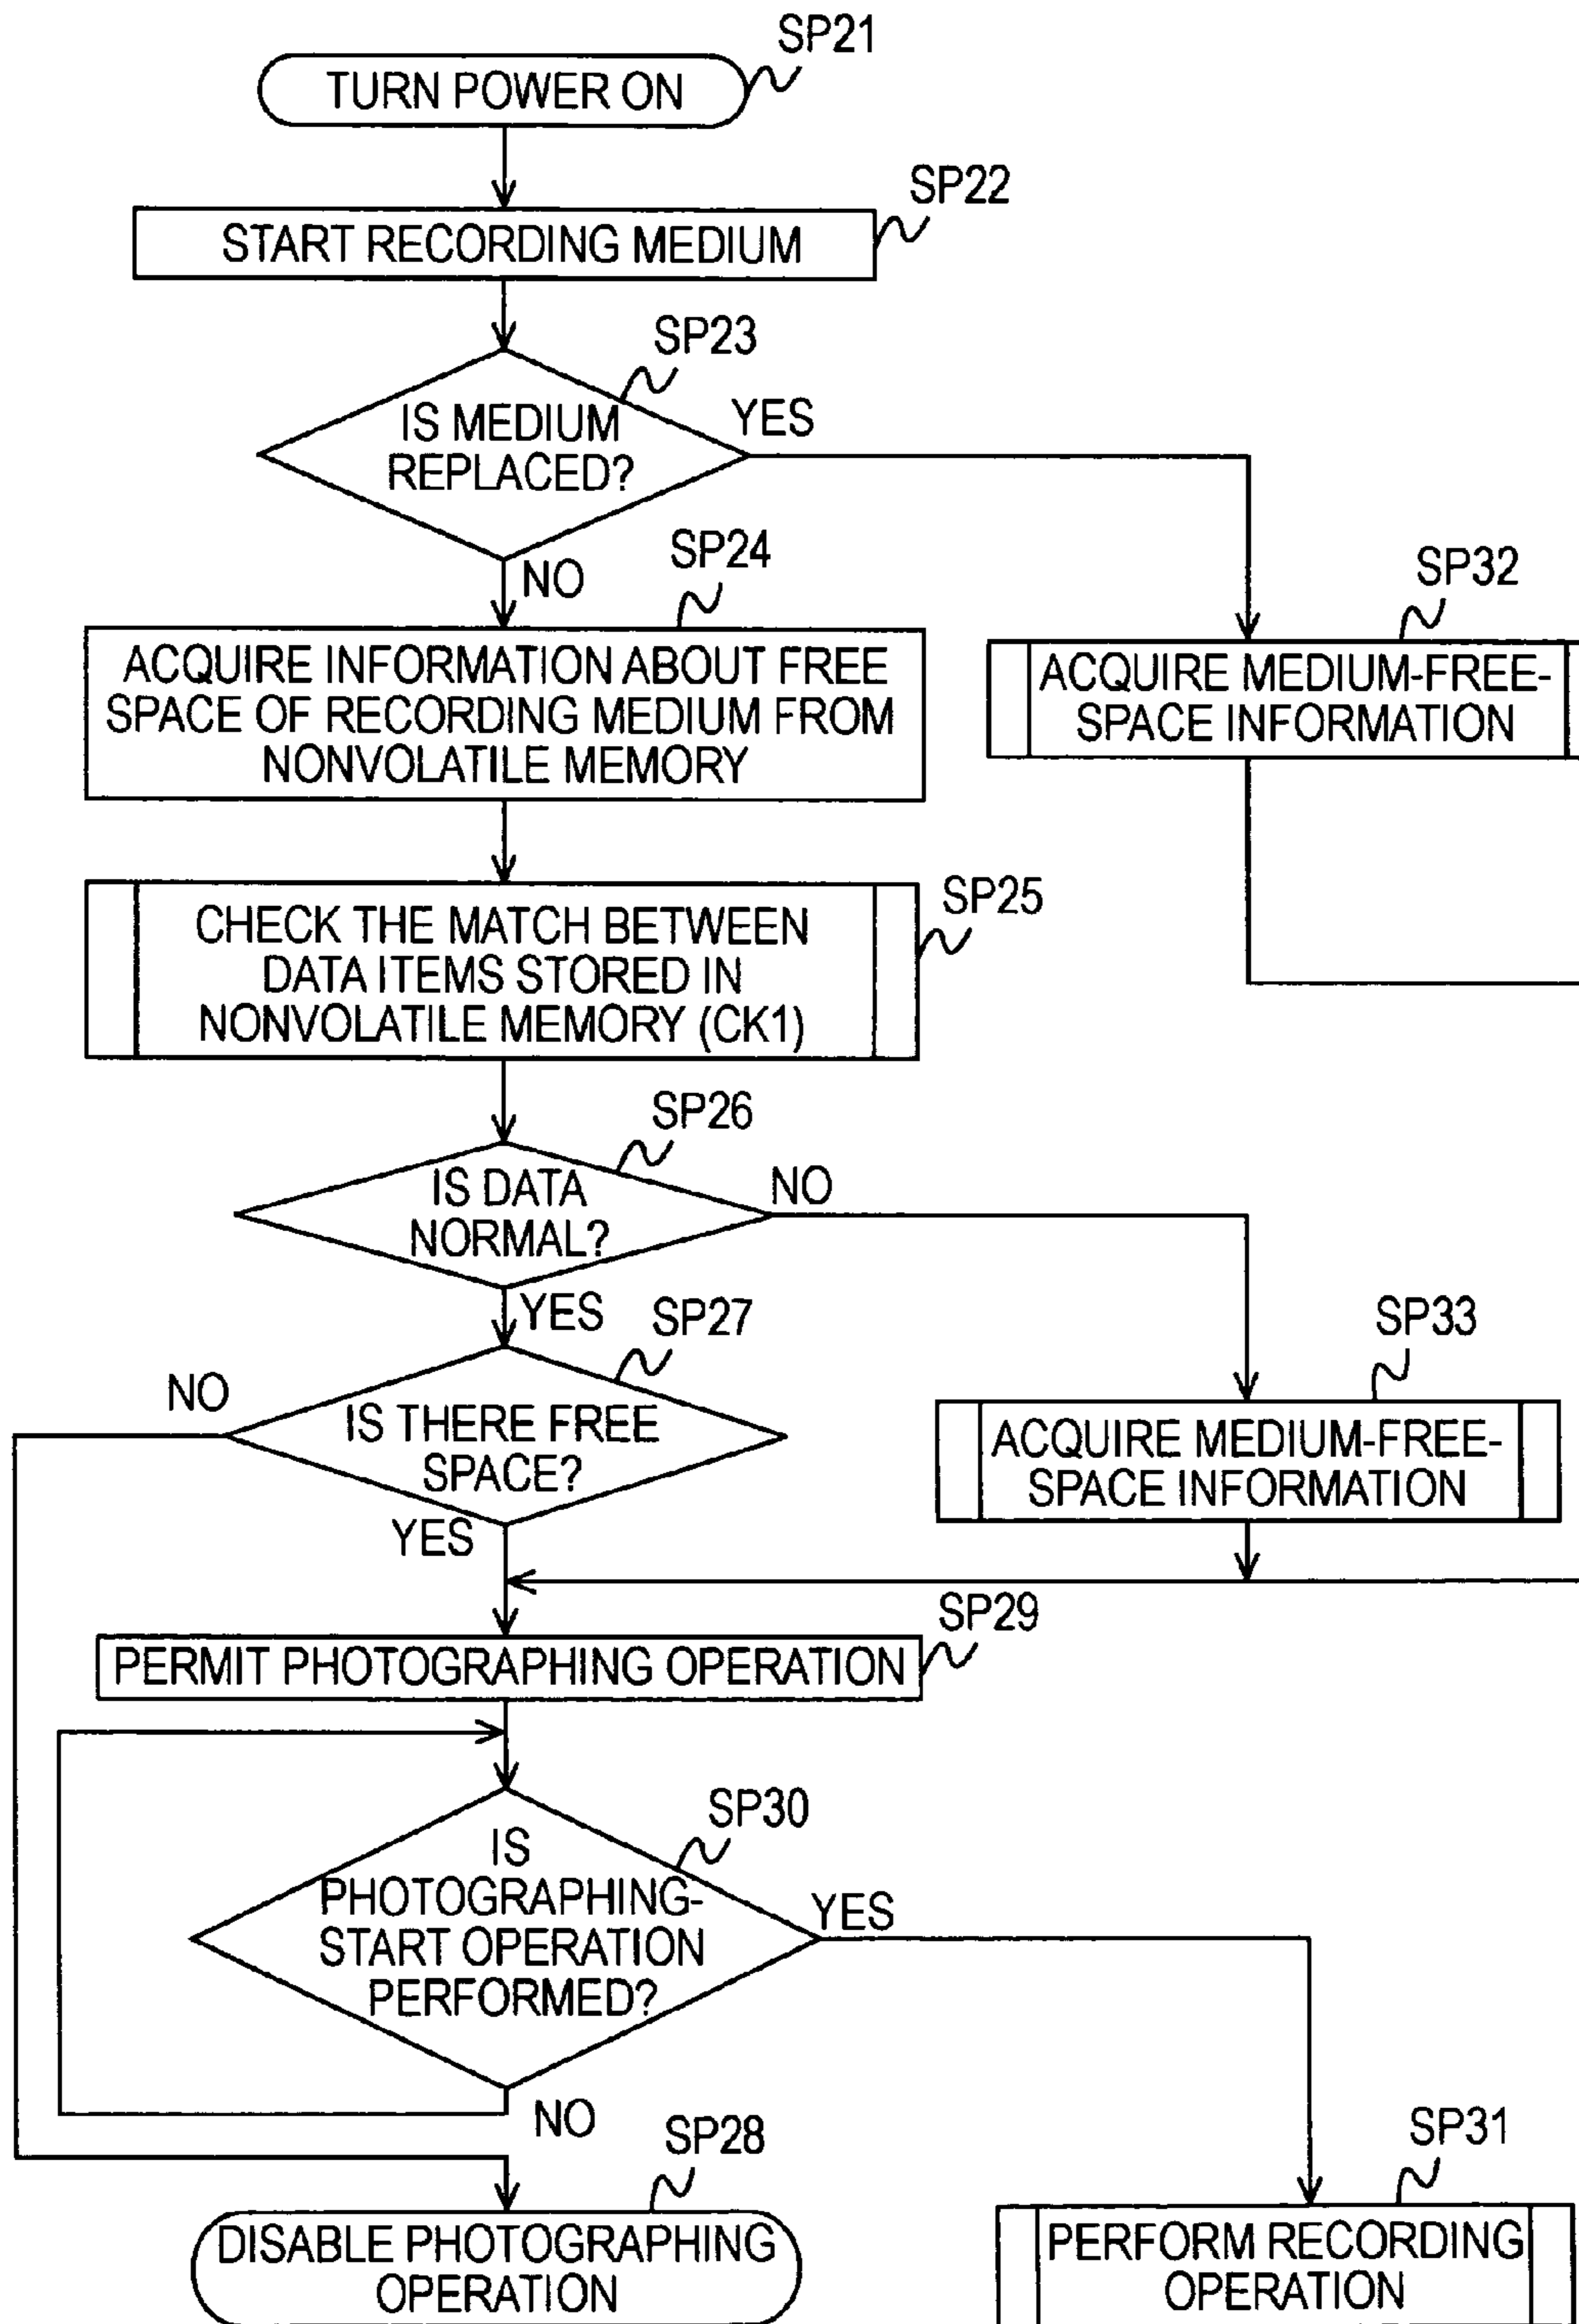 SP21
TURN POWER ON
SP22
START RECORDING MEDIUM
SP23
IS MEDIUM
REPLACED?
YES
NO
SP24
ACQUIRE INFORMATION ABOUT FREE
SPACE OF RECORDING MEDIUM FROM
NONVOLATILE MEMORY
SP32
ACQUIRE MEDIUM-FREE-
SPACE INFORMATION
SP25
CHECK THE MATCH BETWEEN
DATA ITEMS STORED IN
NONVOLATILE MEMORY (CK1)
SP26
IS DATA
NORMAL?
NO
YES
SP27
NO
IS THERE FREE
SPACE?
YES
SP33
ACQUIRE MEDIUM-FREE-
SPACE INFORMATION
SP29
PERMIT PHOTOGRAPHING OPERATION
SP30
IS
PHOTOGRAPHING-
START OPERATION
PERFORMED?
YES
NO
SP28
DISABLE PHOTOGRAPHING
OPERATION
SP31
PERFORM RECORDING
OPERATION